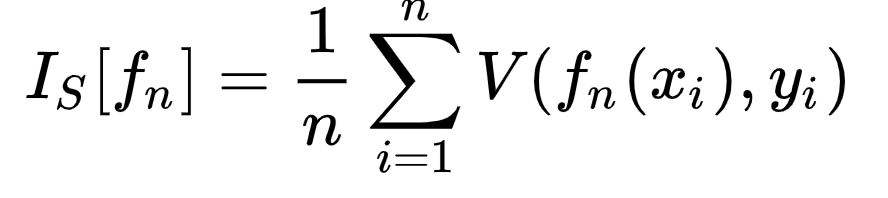 I_S[f_n] = \frac{1}{n} \sum_{i=1}^{n} V(f_n(x_i), y_i)